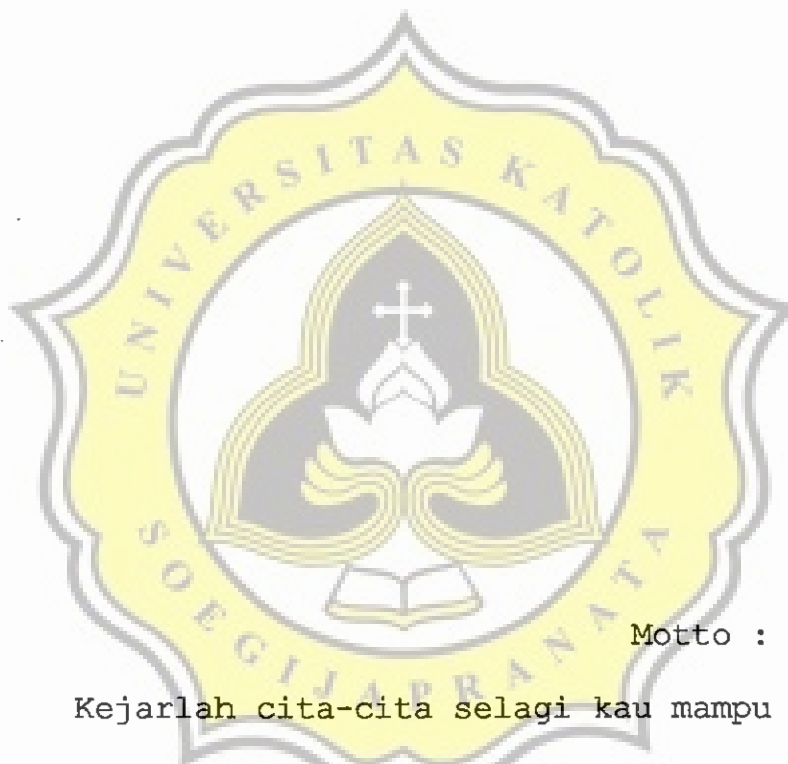 UNIVERSITAS KATOLIK
SOEGIJAPRANATA
Motto :
Kejarlah cita-cita selagi kau mampu